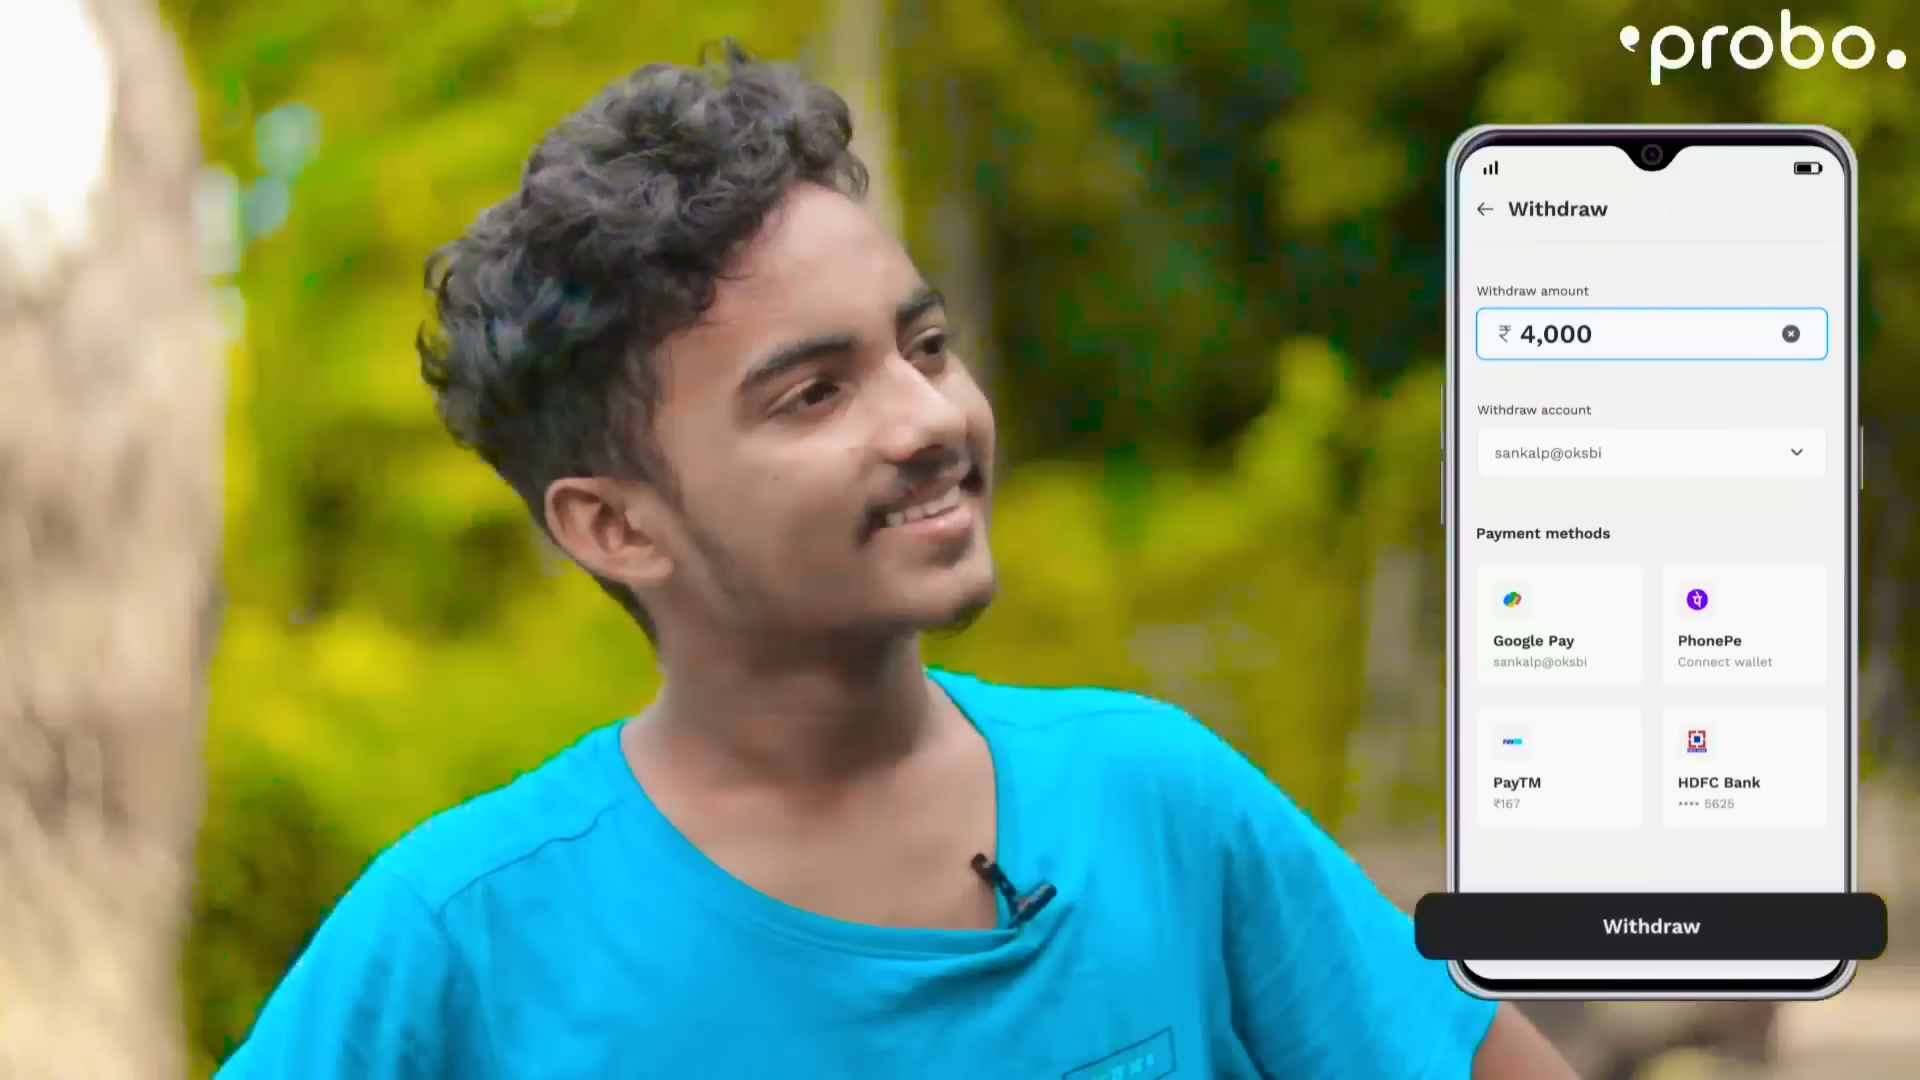 probo.
Withdraw
Withdraw amount
₹ 4,000
Withdraw account
sankalp@oksbi
Payment methods
Google Pay
sankalp@oksbi
PhonePe
Connect wallet
PayTM
₹167
HDFC Bank
•••• 5625
Withdraw